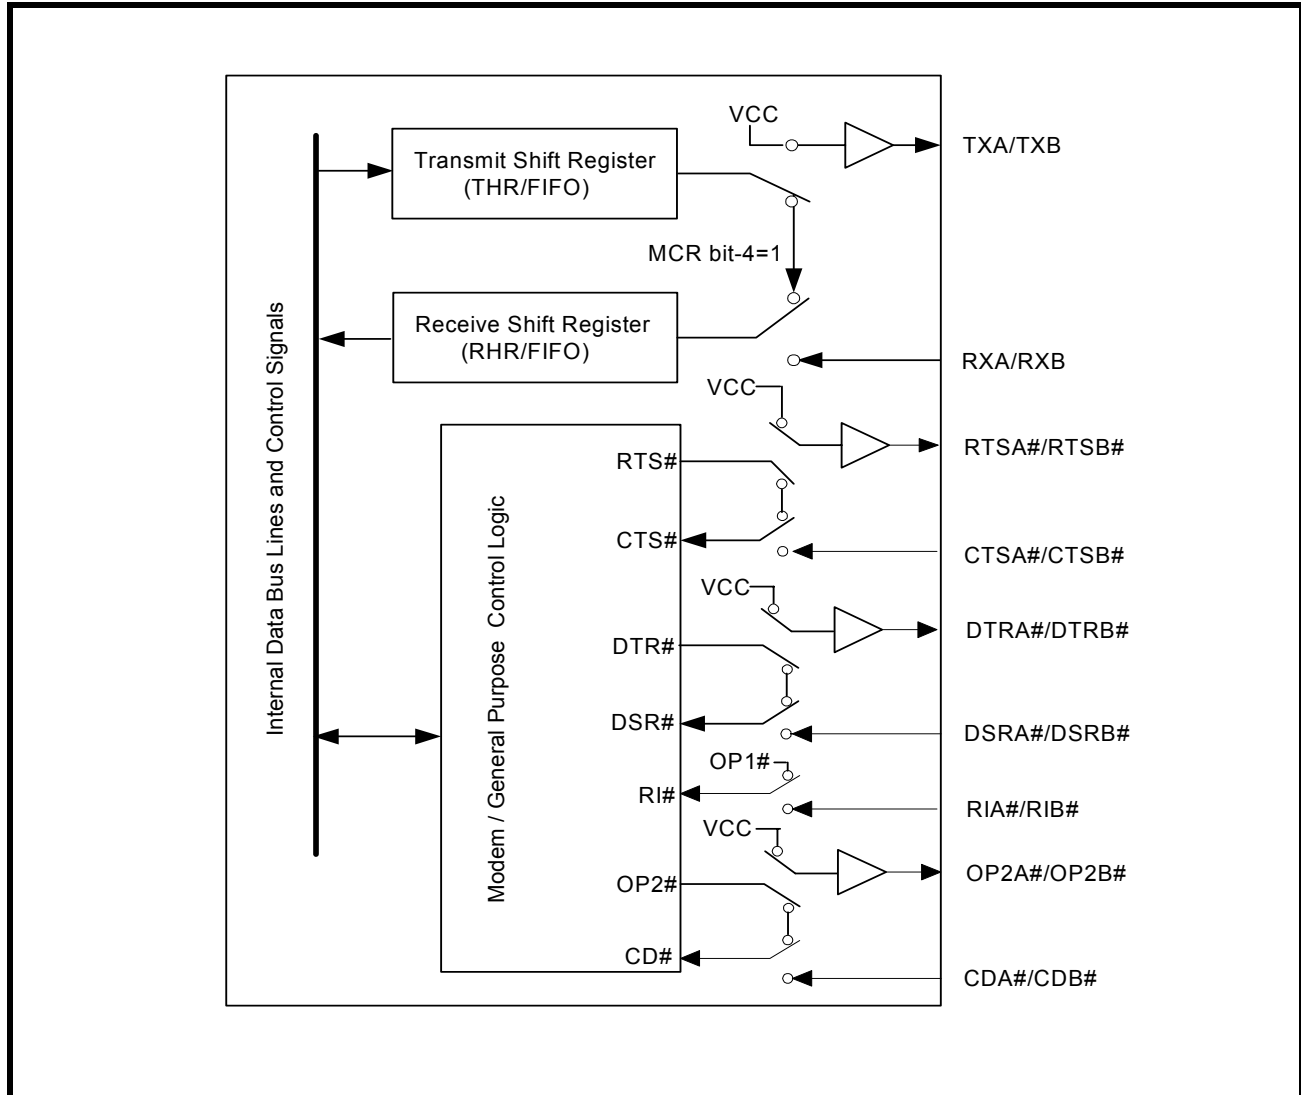 VCC
TXA/TXB
Transmit Shift Register
(THR/FIFO)
MCR bit-4=1
Receive Shift Register
(RHR/FIFO)
RXA/RXB
Internal Data Bus Lines and Control Signals
VCC
RTSA#/RTSB#
RTS#
CTS#
CTSA#/CTSB#
Modem / General Purpose Control Logic
VCC
DTRA#/DTRB#
DTR#
DSR#
DSRA#/DSRB#
OP1#
RI#
RIA#/RIB#
VCC
OP2A#/OP2B#
OP2#
CD#
CDA#/CDB#